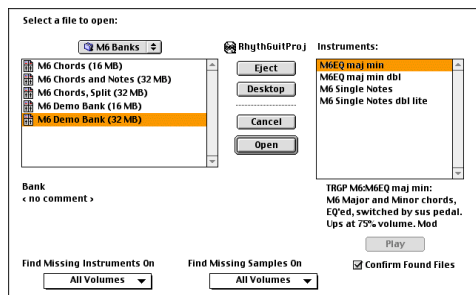 Select a file to open:
M6 Banks
RhythGuitProj
Instruments:
M6 Chords (16 MB)
M6 Chords and Notes (32 MB)
M6 Chords, Split (32 MB)
M6 Demo Bank (16 MB)
M6 Demo Bank (32 MB)
Eject
Desktop
Cancel
Open
M6EQ maj min
M6EQ maj min dbl
M6 Single Notes
M6 Single Notes dbl lite
Bank
‹ no comment ›
TRGP M6:M6EQ maj min:
M6 Major and Minor chords,
EQ'ed, switched by sus pedal.
Ups at 75% volume. Mod
Play
Find Missing Instruments On
All Volumes
Find Missing Samples On
All Volumes
Confirm Found Files